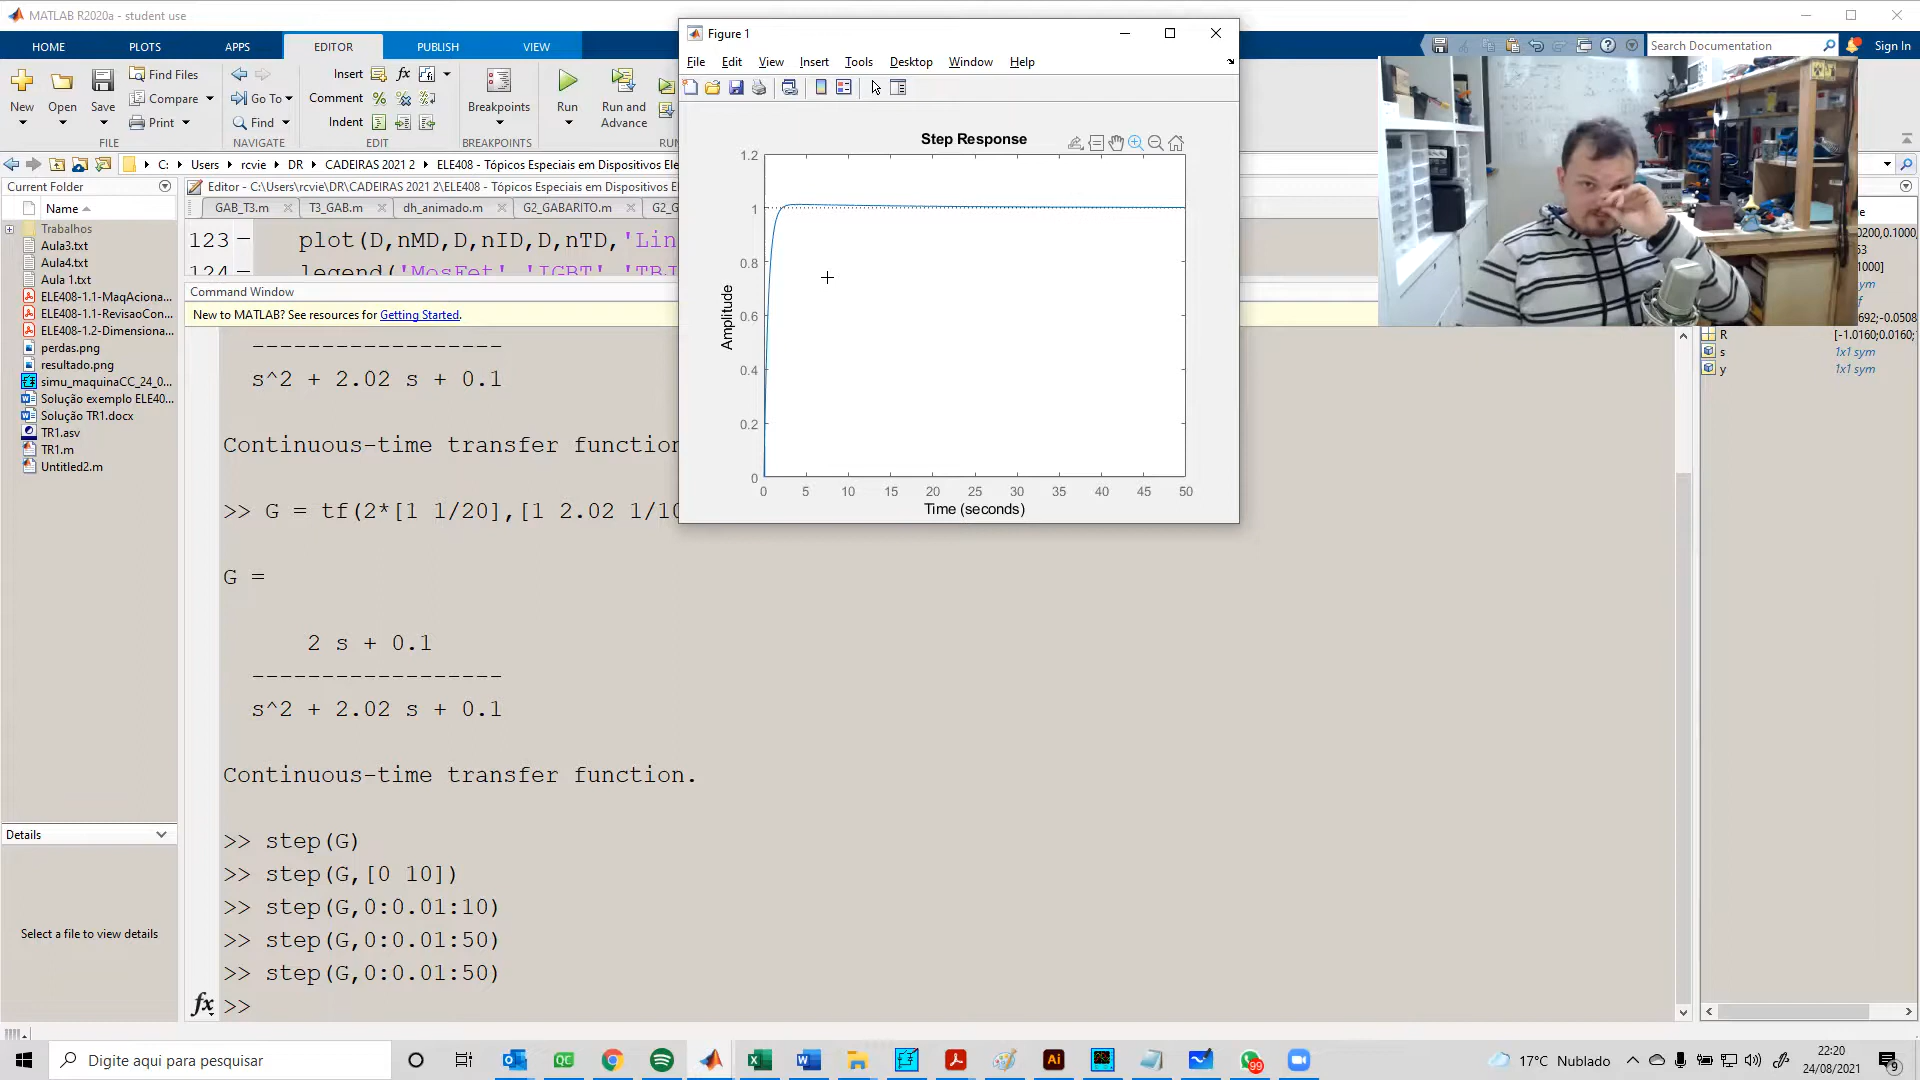 MATLAB R2020a - student use
HOME PLOTS APPS EDITOR PUBLISH VIEW
Search Documentation
Sign In
New Open Save
Find Files
Compare
Print
FILE
Go To
Find
NAVIGATE
Insert
Comment
Indent
EDIT
Breakpoints
BREAKPOINTS
Run
Run and
Advance
C: Users rcvie DR CADEIRAS 2021 2 ELE408 - Tópicos Especiais em Dispositivos Ele
Current Folder
Name
Trabalhos
Aula3.txt
Aula4.txt
Aula 1.txt
ELE408-1.1-MaqAciona...
ELE408-1.1-RevisaoCon...
ELE408-1.2-Dimensiona...
perdas.png
resultado.png
simu_maquinaCC_24_0...
Solução exemplo ELE40...
Solução TR1.docx
TR1.asv
TR1.m
Untitled2.m
Details
Select a file to view details
Editor - C:\Users\rcvie\DR\CADEIRAS 2021 2\ELE408 - Tópicos Especiais em Dispositivos Ele
GAB_T3.m T3_GAB.m dh_animado.m G2_GABARITO.m
123 plot(D,nMD,D,nID,D,nTD,'Lin
124 legend('MosFet' 'IGBT' 'TBJ
Command Window
New to MATLAB? See resources for Getting Started.
------------------
s^2 + 2.02 s + 0.1
Continuous-time transfer function
>> G = tf(2*[1 1/20],[1 2.02 1/10
G =
2 s + 0.1
------------------
s^2 + 2.02 s + 0.1
Continuous-time transfer function.
>> step(G)
>> step(G,[0 10])
>> step(G,0:0.01:10)
>> step(G,0:0.01:50)
>> step(G,0:0.01:50)
fx >>
Figure 1
File Edit View Insert Tools Desktop Window Help
Step Response
1.2
1
0.8
0.6
0.4
0.2
0
Amplitude
0 5 10 15 20 25 30 35 40 45 50
Time (seconds)
R [-1.0160;0.0160;
s 1x1 sym
y 1x1 sym
Digite aqui para pesquisar
17°C Nublado
22:20
24/08/2021